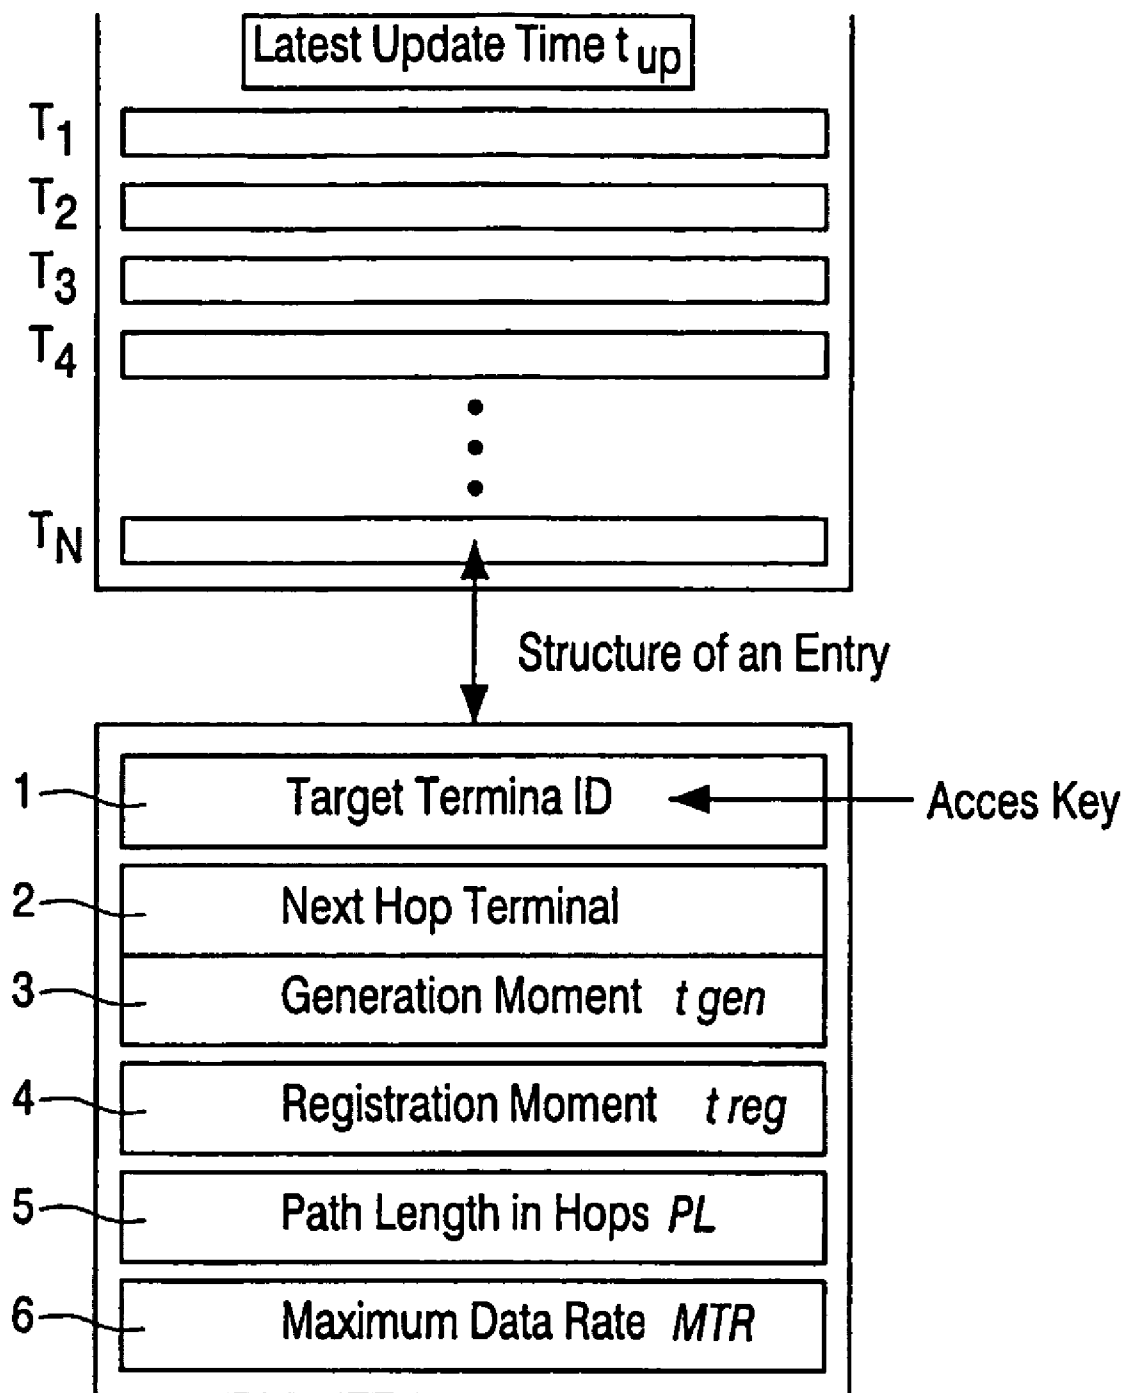 Latest Update Time t up
T1
T2
T3
T4
TN
Structure of an Entry
1 Target Termina ID Acces Key
2 Next Hop Terminal
3 Generation Moment t gen
4 Registration Moment t reg
5 Path Length in Hops PL
6 Maximum Data Rate MTR